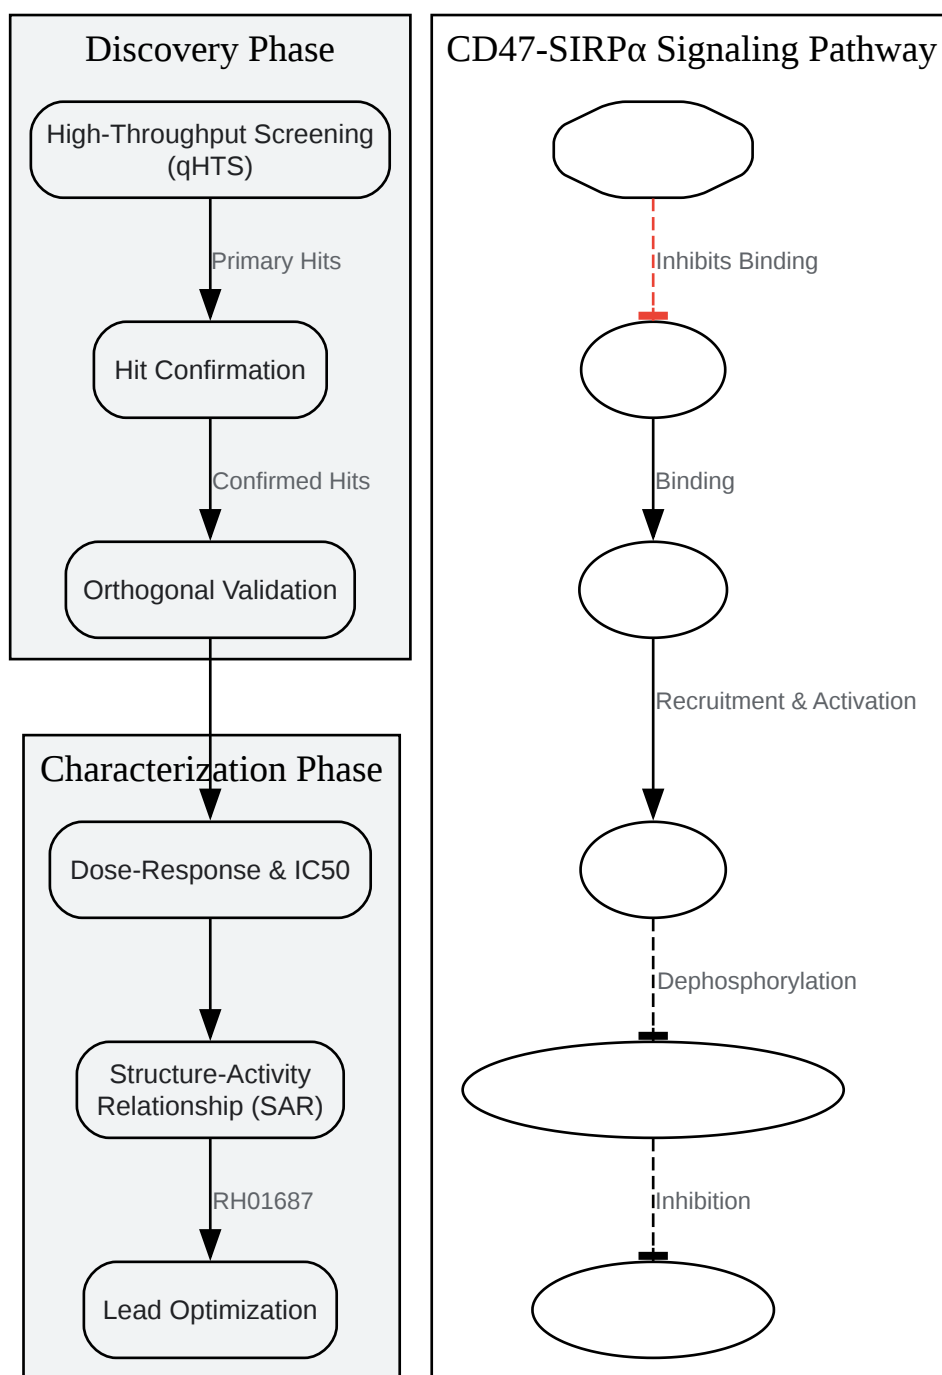 Discovery Phase
High-Throughput Screening
(qHTS)
Primary Hits
Hit Confirmation
Confirmed Hits
Orthogonal Validation
Characterization Phase
Dose-Response & IC50
Structure-Activity
Relationship (SAR)
RH01687
Lead Optimization
CD47-SIRPα Signaling Pathway
Inhibits Binding
Binding
Recruitment & Activation
Dephosphorylation
Inhibition